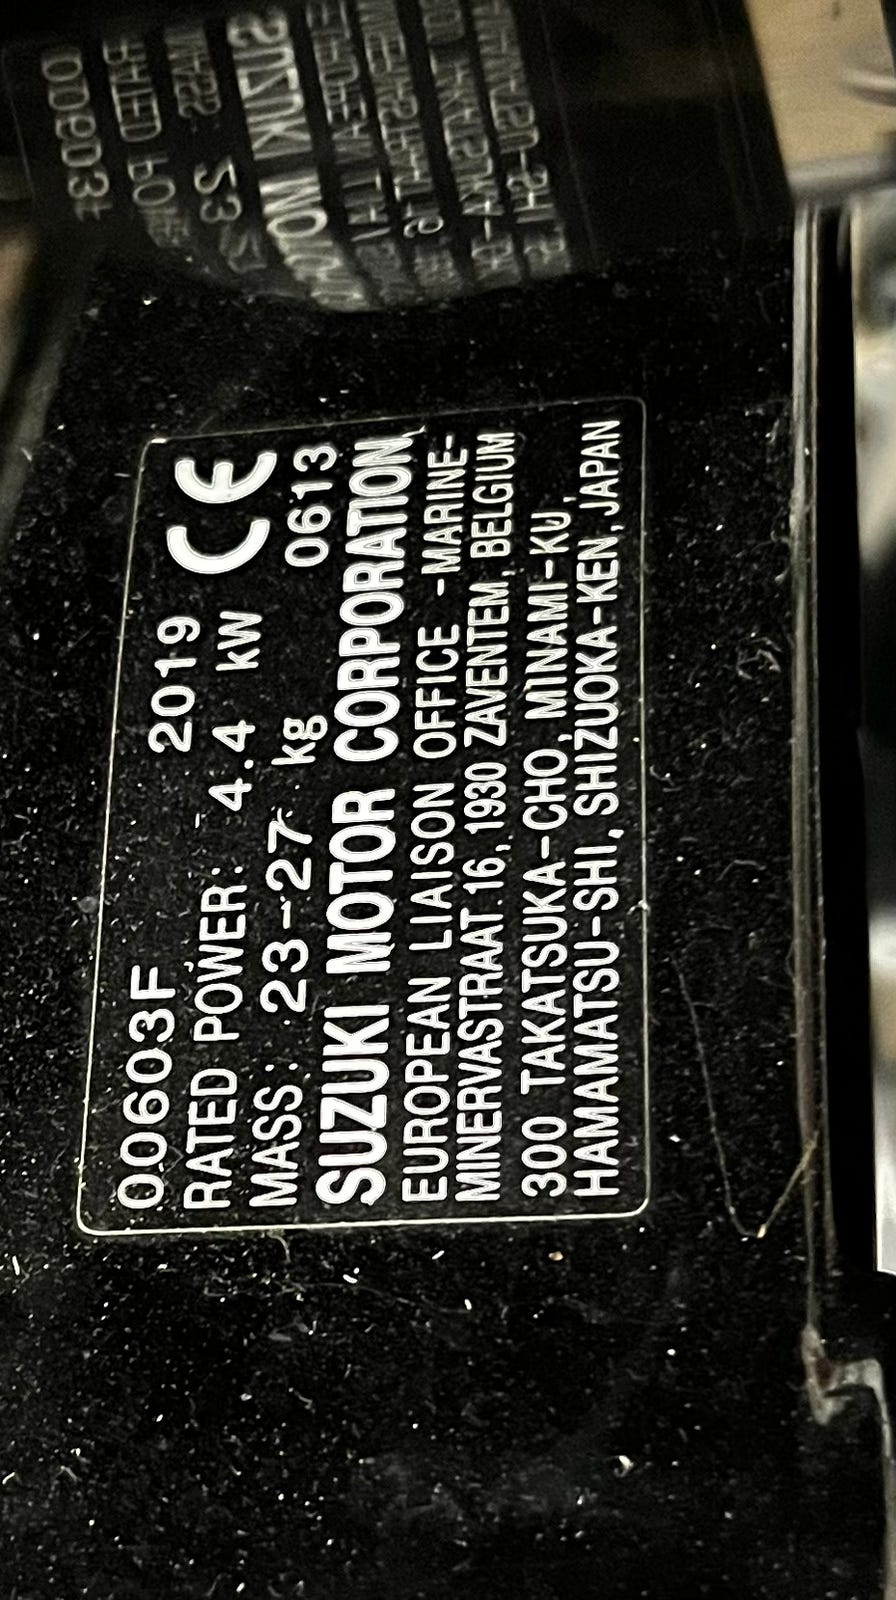 00603F 2019 CE
RATED POWER: 4.4 kW
MASS: 23-27 kg 0613
SUZUKI MOTOR CORPORATION
EUROPEAN LIAISON OFFICE -MARINE-
MINERVASTRAAT.16, 1930 ZAVENTEM, BELGIUM
300 TAKATSUKA-CHO, MINAMI-KU,
HAMAMATSU-SHI, SHIZUOKA-KEN, JAPAN